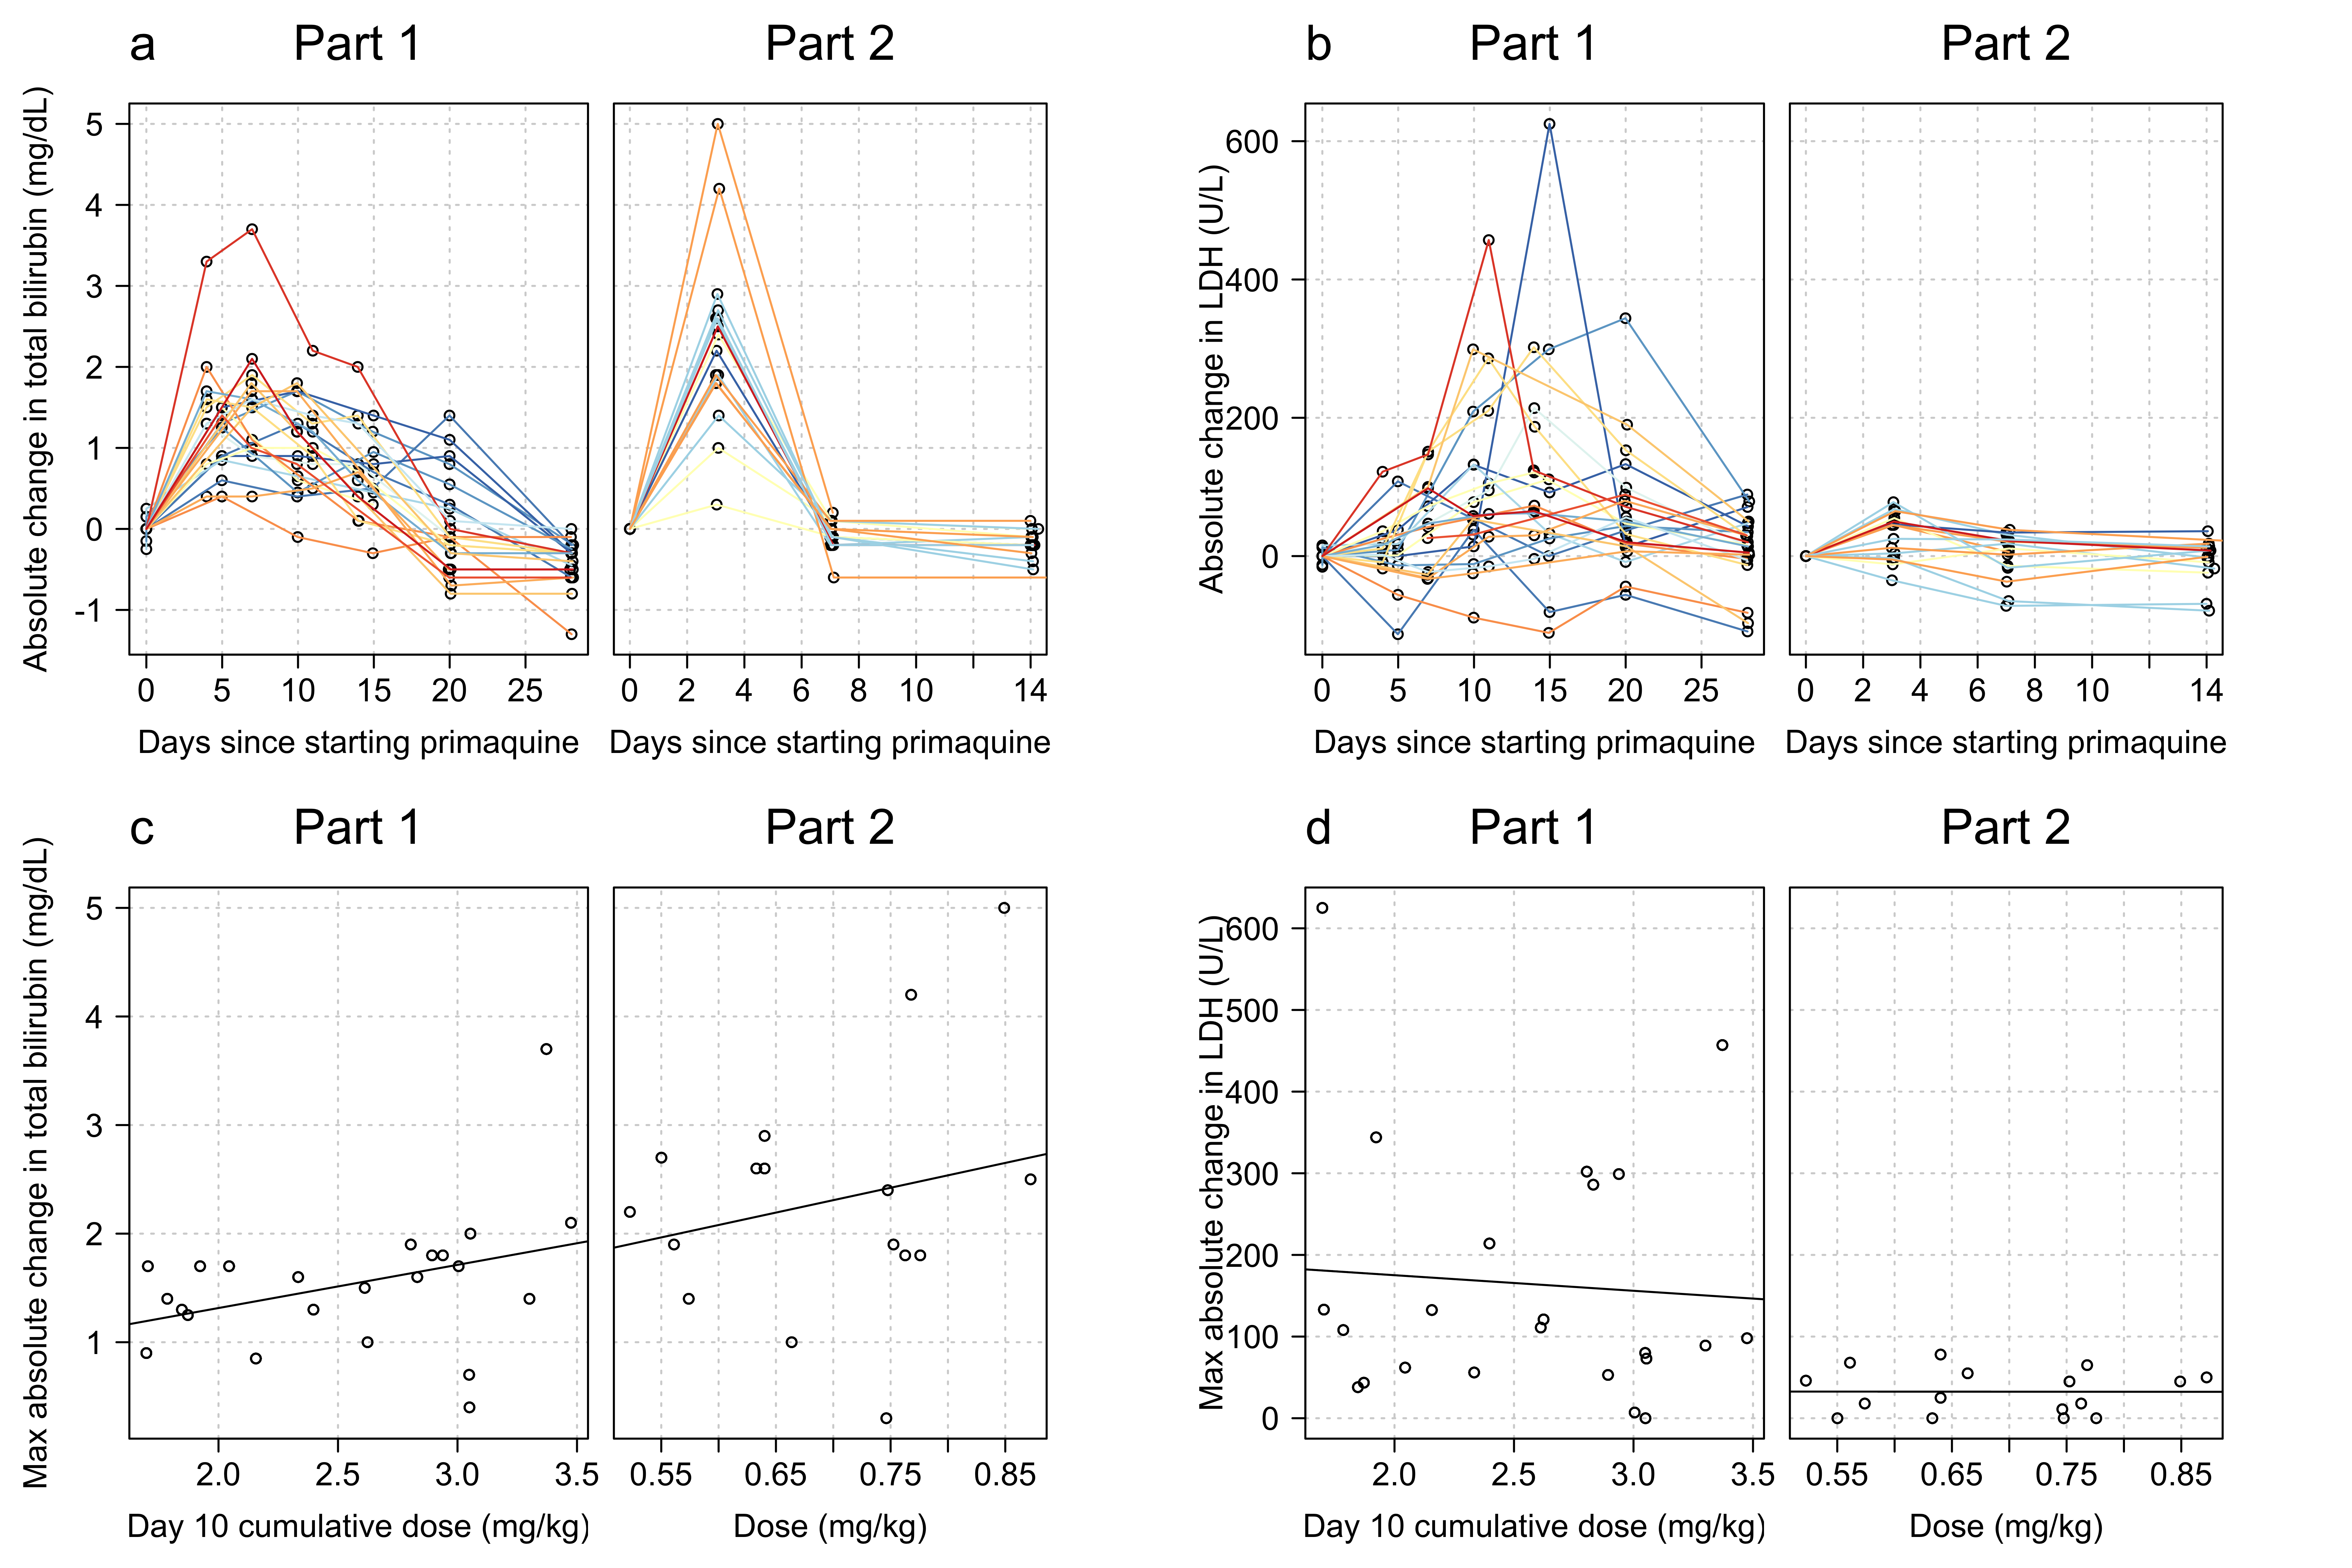 a Part 1 Part 2
Absolute change in total bilirubin (mg/dL)
5
4
3
2
1
0
-1
0 5 10 15 20 25
0 2 4 6 8 10 14
Days since starting primaquine
Days since starting primaquine
b Part 1 Part 2
Absolute change in LDH (U/L)
600
400
200
0
0 5 10 15 20 25
0 2 4 6 8 10 14
Days since starting primaquine
Days since starting primaquine
c Part 1 Part 2
Max absolute change in total bilirubin (mg/dL)
5
4
3
2
1
2.0 2.5 3.0 3.5
0.55 0.65 0.75 0.85
Day 10 cumulative dose (mg/kg)
Dose (mg/kg)
d Part 1 Part 2
Max absolute change in LDH (U/L)
600
500
400
300
200
100
0
2.0 2.5 3.0 3.5
0.55 0.65 0.75 0.85
Day 10 cumulative dose (mg/kg)
Dose (mg/kg)